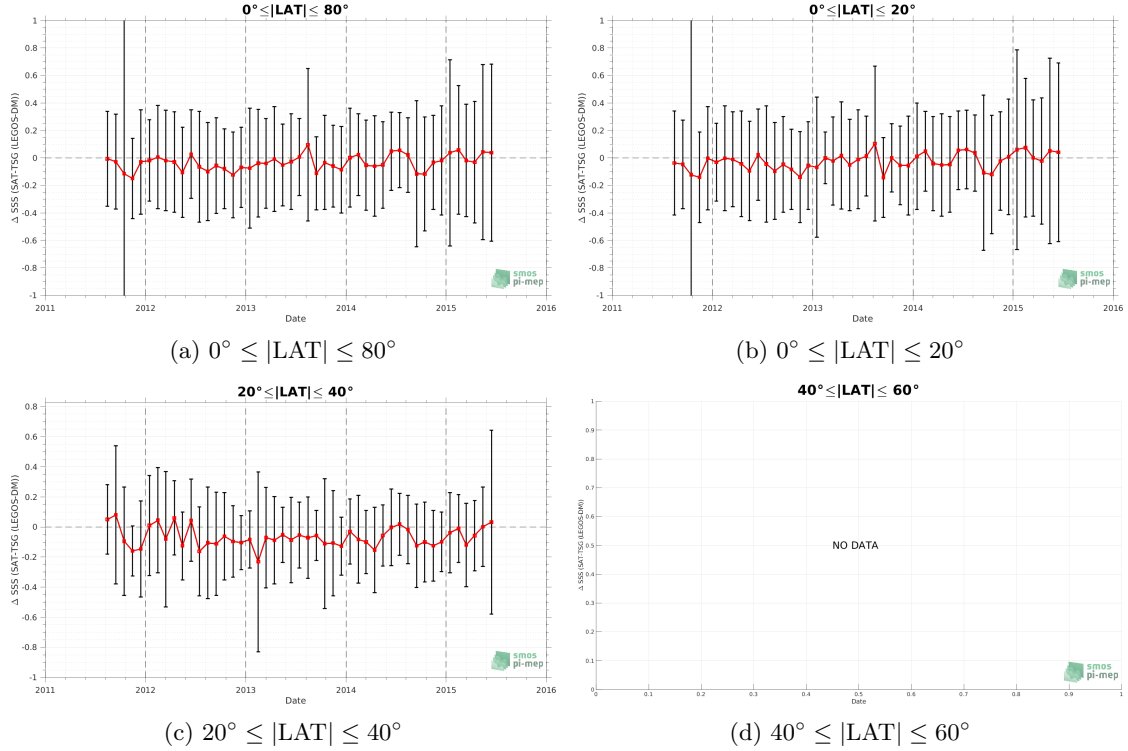 0°≤|LAT|≤ 80°
1
0.8
0.6
0.4
0.2
0
-0.2
-0.4
-0.6
-0.8
-1
Δ SSS (SAT-TSG (LEGOS-DM))
2011 2012 2013 2014 2015 2016
Date
smos
pi-mep
(a) 0° ≤ |LAT| ≤ 80°
0°≤|LAT|≤ 20°
1
0.8
0.6
0.4
0.2
0
-0.2
-0.4
-0.6
-0.8
-1
Δ SSS (SAT-TSG (LEGOS-DM))
2011 2012 2013 2014 2015 2016
Date
smos
pi-mep
(b) 0° ≤ |LAT| ≤ 20°
20°≤|LAT|≤ 40°
0.8
0.6
0.4
0.2
0
-0.2
-0.4
-0.6
-0.8
-1
Δ SSS (SAT-TSG (LEGOS-DM))
2011 2012 2013 2014 2015 2016
Date
smos
pi-mep
(c) 20° ≤ |LAT| ≤ 40°
40°≤|LAT|≤ 60°
1
0.9
0.8
0.7
0.6
0.5
0.4
0.3
0.2
0.1
0
Δ SSS (SAT-TSG (LEGOS-DM))
NO DATA
0 0.1 0.2 0.3 0.4 0.5 0.6 0.7 0.8 0.9 1
Date
smos
pi-mep
(d) 40° ≤ |LAT| ≤ 60°